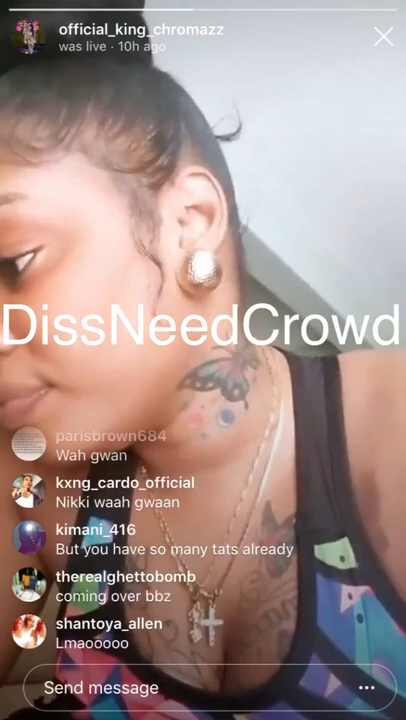 official_king_chromazz
was live · 10h ago
DissNeedCrowd
parisbrown684
Wah gwan
kxng_cardo_official
Nikki waah gwaan
kimani_416
But you have so many tats already
therealghettobomb
coming over bbz
shantoya_allen
Lmaooooo
Send message